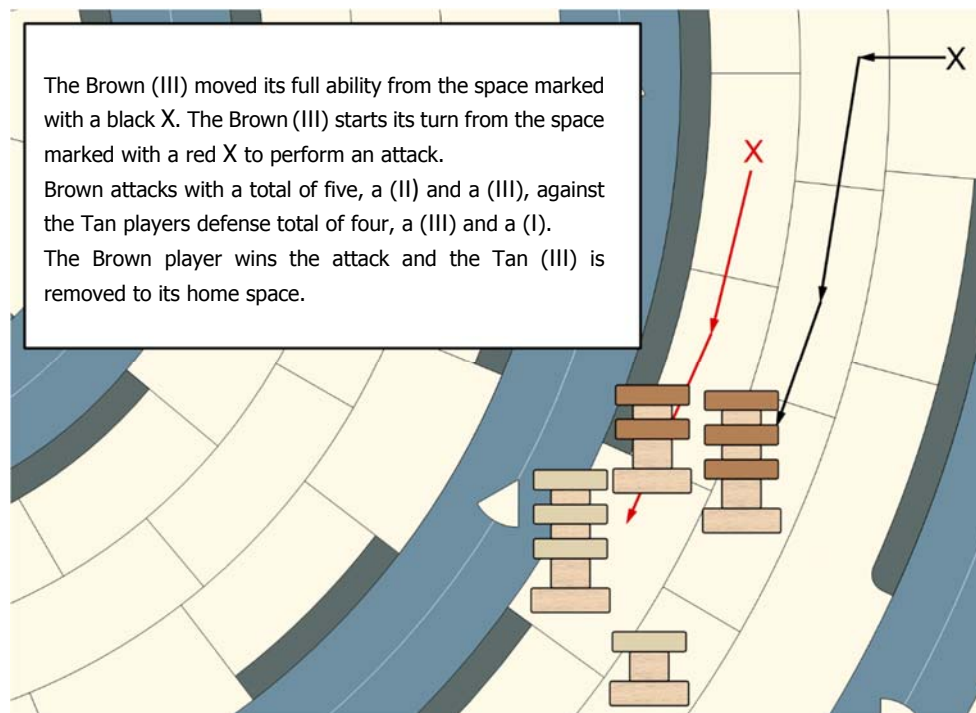 The Brown (III) moved its full ability from the space marked
with a black X. The Brown (III) starts its turn from the space
marked with a red X to perform an attack.
Brown attacks with a total of five, a (II) and a (III), against
the Tan players defense total of four, a (III) and a (I).
The Brown player wins the attack and the Tan (III) is
removed to its home space.
X
X